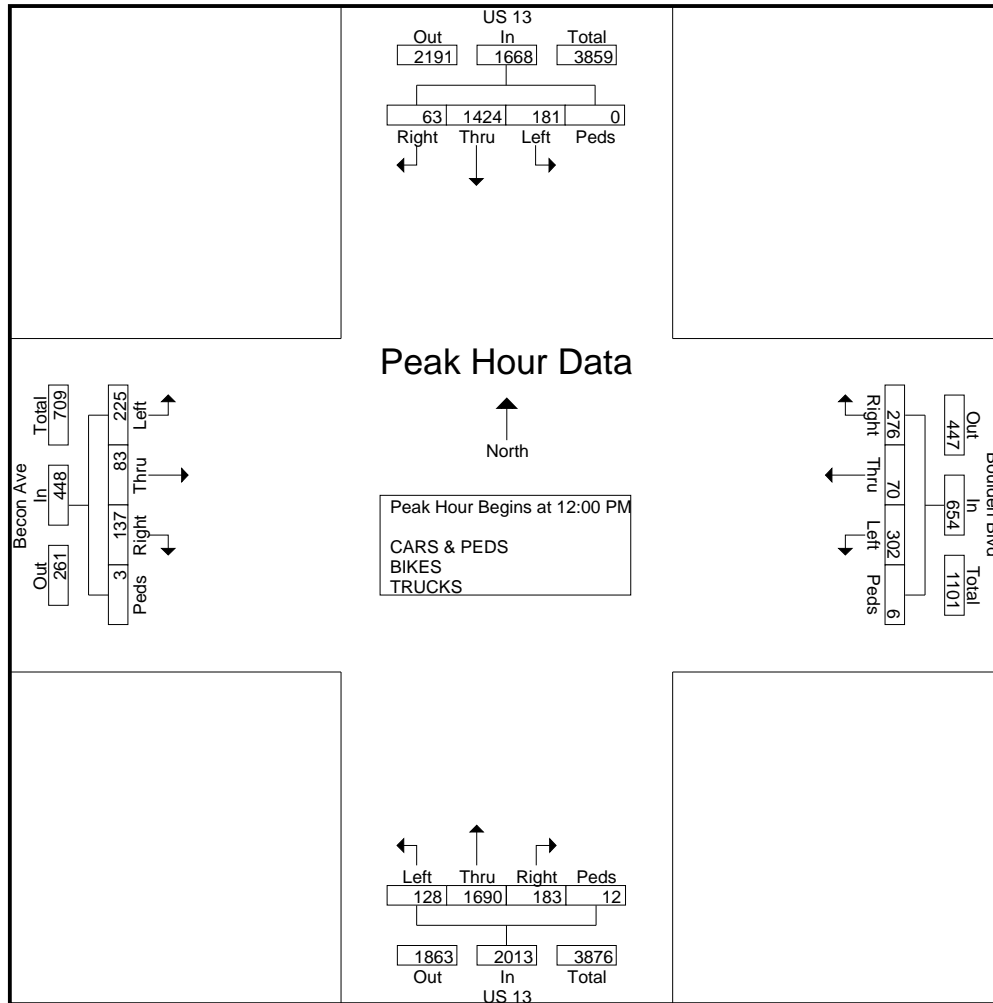 US 13
Out In Total
2191 1668 3859
63 1424 181 0
Right Thru Left Peds
Peak Hour Data
North
Peak Hour Begins at 12:00 PM
CARS & PEDS
BIKES
TRUCKS
Becon Ave
Out In Total
261 448 709
Left Thru Right Peds
225 83 137 3
Boulden Blvd
Out In Total
447 654 1101
276 70 302 6
Right Thru Left Peds
Left Thru Right Peds
128 1690 183 12
1863 2013 3876
Out In Total
US 13